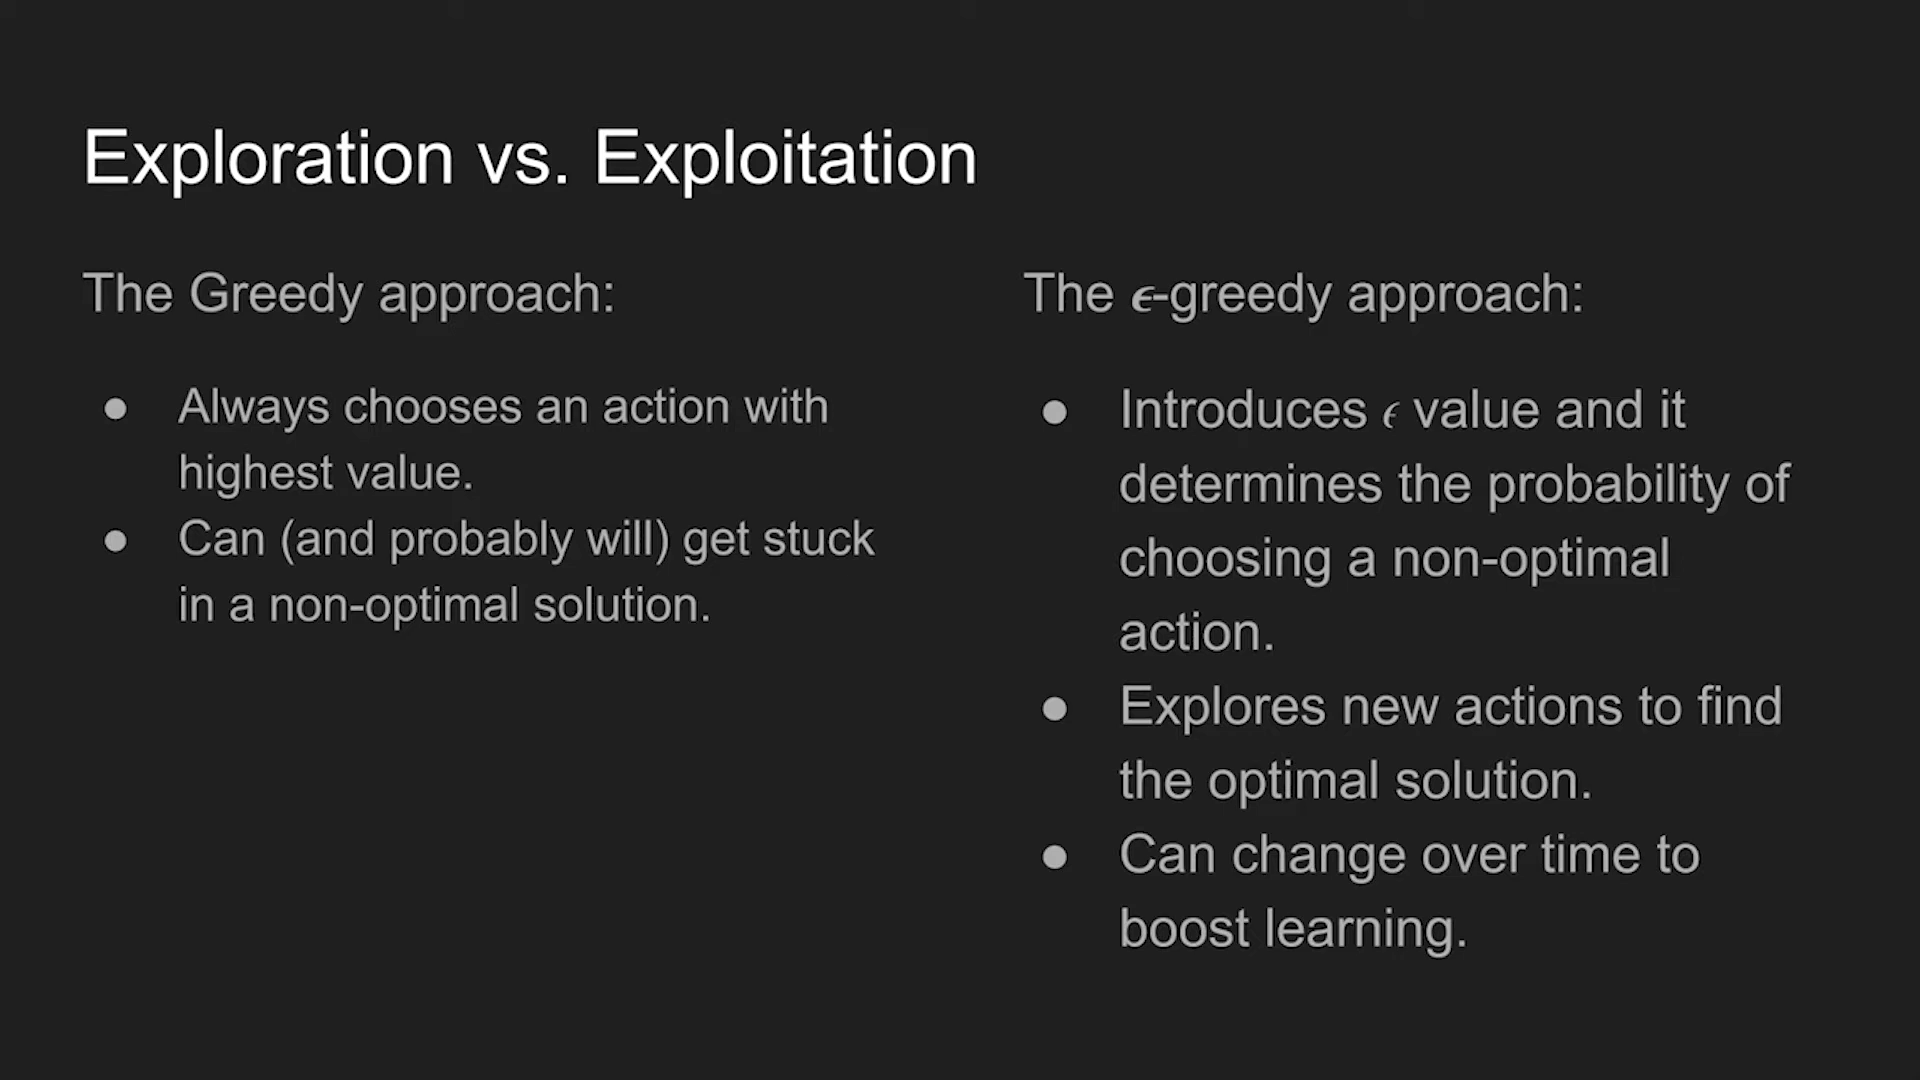 Exploration vs. Exploitation
The Greedy approach:
● Always chooses an action with
highest value.
● Can (and probably will) get stuck
in a non-optimal solution.
The ϵ-greedy approach:
● Introduces ϵ value and it
determines the probability of
choosing a non-optimal
action.
● Explores new actions to find
the optimal solution.
● Can change over time to
boost learning.